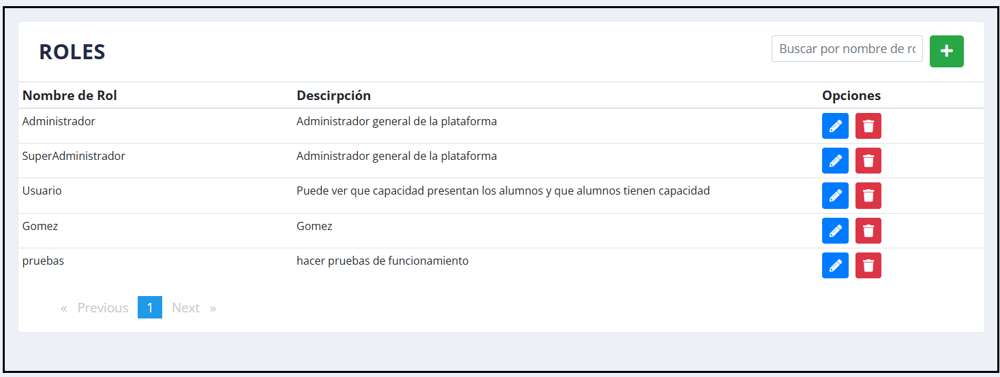 ROLES
Buscar por nombre de rc
Nombre de Rol Descirpción Opciones
Administrador Administrador general de la plataforma
SuperAdministrador Administrador general de la plataforma
Usuario Puede ver que capacidad presentan los alumnos y que alumnos tienen capacidad
Gomez Gomez
pruebas hacer pruebas de funcionamiento
« Previous 1 Next »